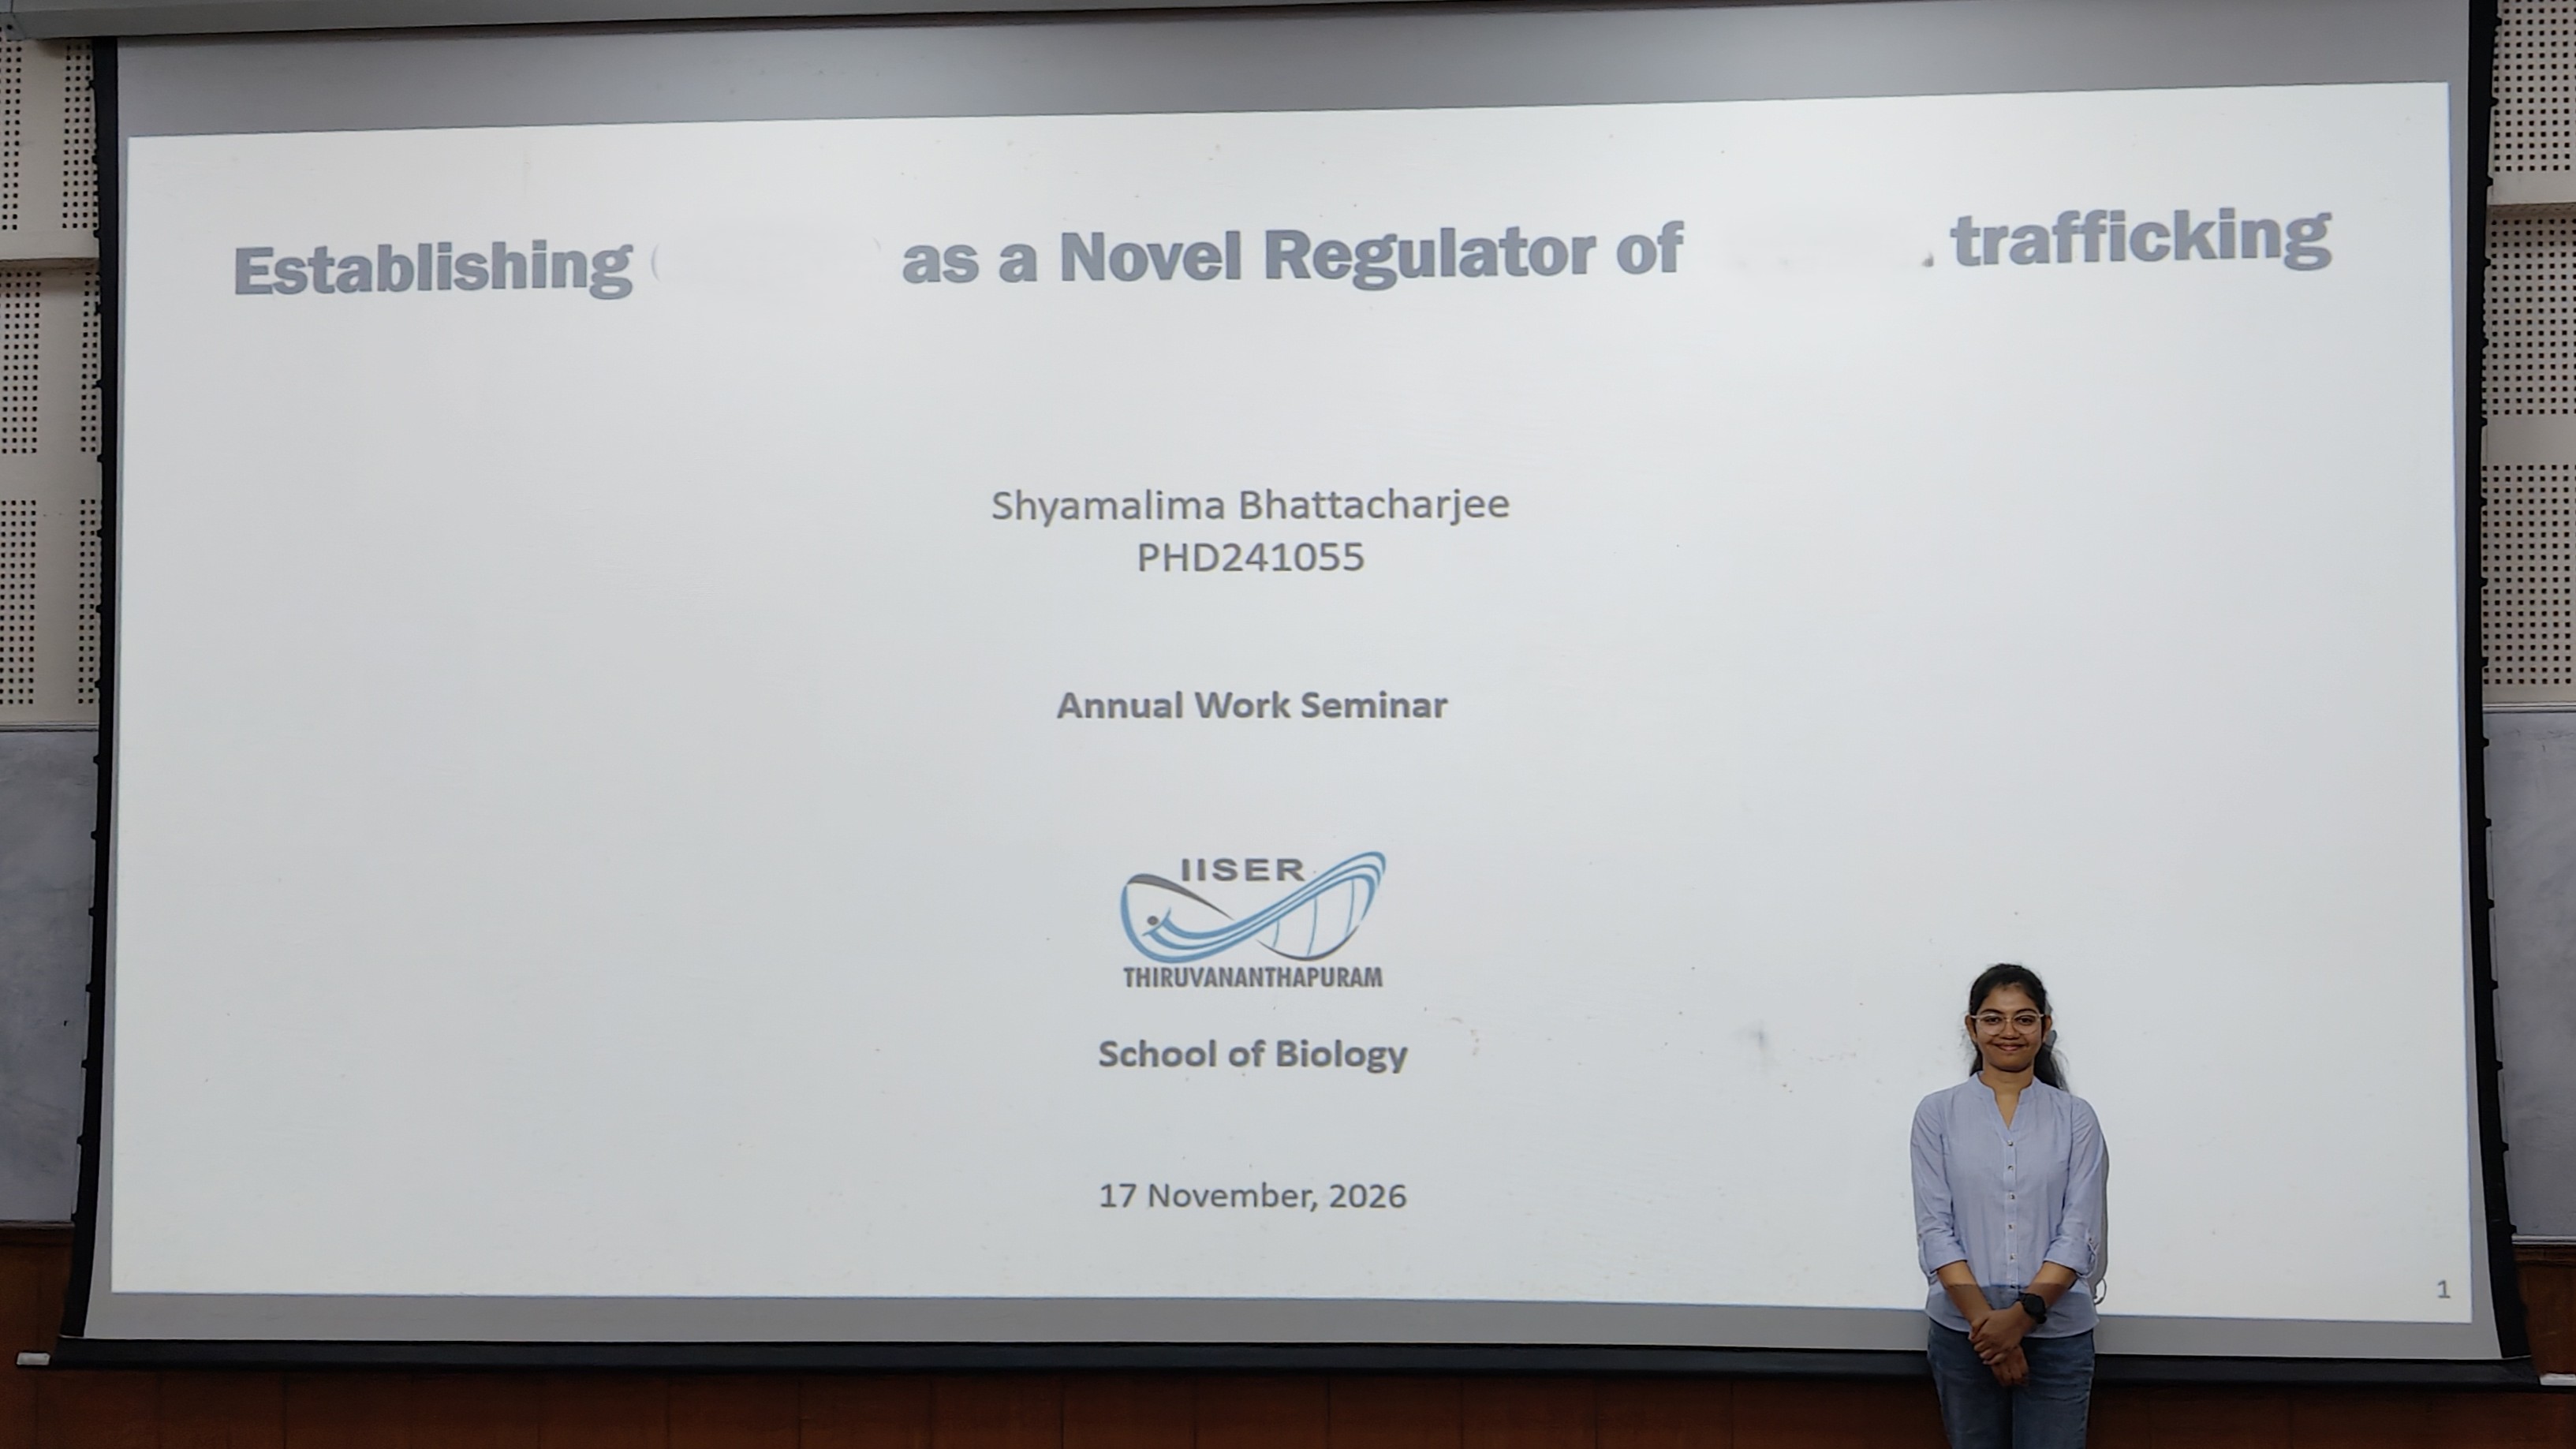 Establishing as a Novel Regulator of trafficking
Shyamalima Bhattacharjee
PHD241055
Annual Work Seminar
IISER
THIRUVANANTHAPURAM
School of Biology
17 November, 2026
1